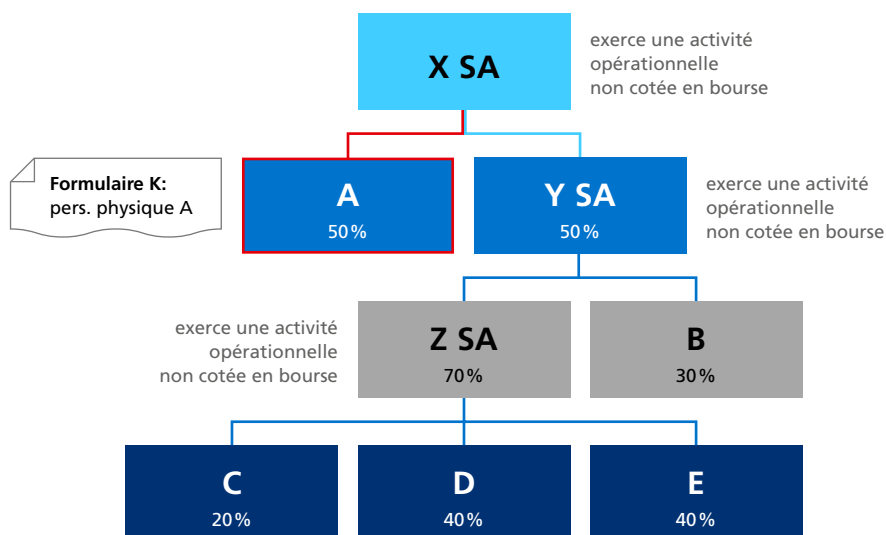 X SA
exerce une activité
opérationnelle
non cotée en bourse
Formulaire K:
pers. physique A
A
50%
Y SA
50%
exerce une activité
opérationnelle
non cotée en bourse
exerce une activité
opérationnelle
non cotée en bourse
Z SA
70%
B
30%
C
20%
D
40%
E
40%